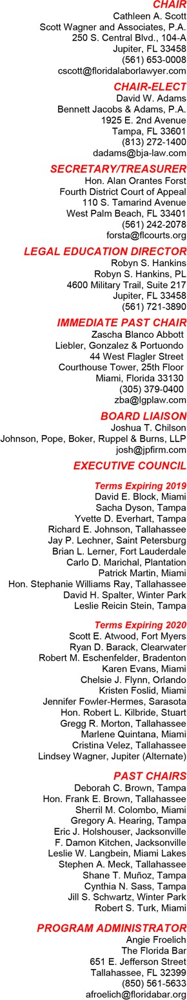 CHAIR
Cathleen A. Scott
Scott Wagner and Associates, P.A.
250 S. Central Blvd., 104-A
Jupiter, FL 33458
(561) 653-0008
cscott@floridalaborlawyer.com
CHAIR-ELECT
David W. Adams
Bennett Jacobs & Adams, P.A.
1925 E. 2nd Avenue
Tampa, FL 33601
(813) 272-1400
dadams@bja-law.com
SECRETARY/TREASURER
Hon. Alan Orantes Forst
Fourth District Court of Appeal
110 S. Tamarind Avenue
West Palm Beach, FL 33401
(561) 242-2078
forsta@flcourts.org
LEGAL EDUCATION DIRECTOR
Robyn S. Hankins
Robyn S. Hankins, PL
4600 Military Trail, Suite 217
Jupiter, FL 33458
(561) 721-3890
IMMEDIATE PAST CHAIR
Zascha Blanco Abbott
Liebler, Gonzalez & Portuondo
44 West Flagler Street
Courthouse Tower, 25th Floor
Miami, Florida 33130
(305) 379-0400
zba@lgplaw.com
BOARD LIAISON
Joshua T. Chilson
Johnson, Pope, Boker, Ruppel & Burns, LLP
josh@jpfirm.com
EXECUTIVE COUNCIL
Terms Expiring 2019
David E. Block, Miami
Sacha Dyson, Tampa
Yvette D. Everhart, Tampa
Richard E. Johnson, Tallahassee
Jay P. Lechner, Saint Petersburg
Brian L. Lerner, Fort Lauderdale
Carlo D. Marichal, Plantation
Patrick Martin, Miami
Hon. Stephanie Williams Ray, Tallahassee
David H. Spalter, Winter Park
Leslie Reicin Stein, Tampa
Terms Expiring 2020
Scott E. Atwood, Fort Myers
Ryan D. Barack, Clearwater
Robert M. Eschenfelder, Bradenton
Karen Evans, Miami
Chelsie J. Flynn, Orlando
Kristen Foslid, Miami
Jennifer Fowler-Hermes, Sarasota
Hon. Robert L. Kilbride, Stuart
Gregg R. Morton, Tallahassee
Marlene Quintana, Miami
Cristina Velez, Tallahassee
Lindsey Wagner, Jupiter (Alternate)
PAST CHAIRS
Deborah C. Brown, Tampa
Hon. Frank E. Brown, Tallahassee
Sherril M. Colombo, Miami
Gregory A. Hearing, Tampa
Eric J. Holshouser, Jacksonville
F. Damon Kitchen, Jacksonville
Leslie W. Langbein, Miami Lakes
Stephen A. Meck, Tallahassee
Shane T. Muñoz, Tampa
Cynthia N. Sass, Tampa
Jill S. Schwartz, Winter Park
Robert S. Turk, Miami
PROGRAM ADMINISTRATOR
Angie Froelich
The Florida Bar
651 E. Jefferson Street
Tallahassee, FL 32399
(850) 561-5633
afroelich@floridabar.org